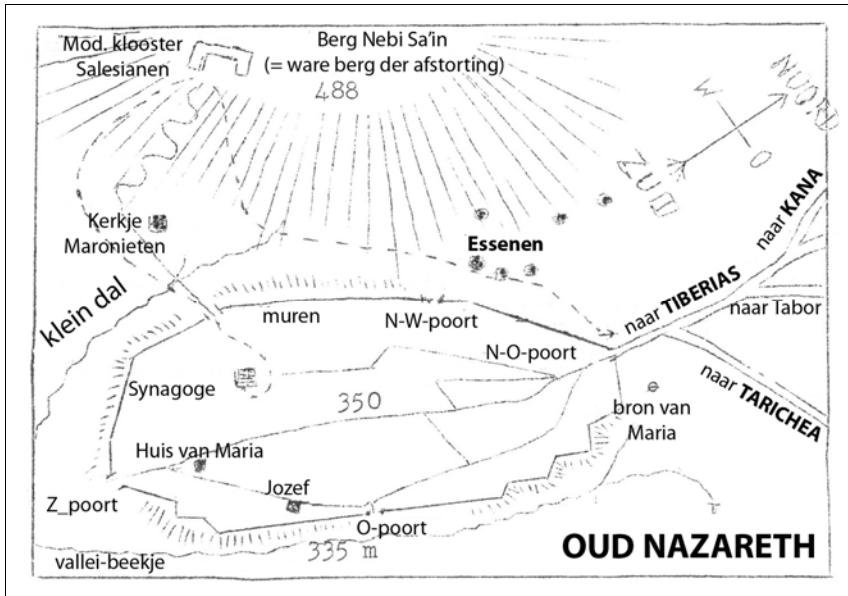 Mod. klooster
Salesianen
Berg Nebi Sa'in
(= ware berg der afstorting)
488
NOORD
W
O
ZUID
Kerkje
Maronieten
Essenen
naar KANA
klein dal
muren
N-W-poort
naar TIBERIAS
naar Tabor
N-O-poort
Synagoge
350
naar TARICHEA
bron van
Maria
Huis van Maria
Jozef
Z_poort
O-poort
335 m
vallei-beekje
OUD NAZARETH